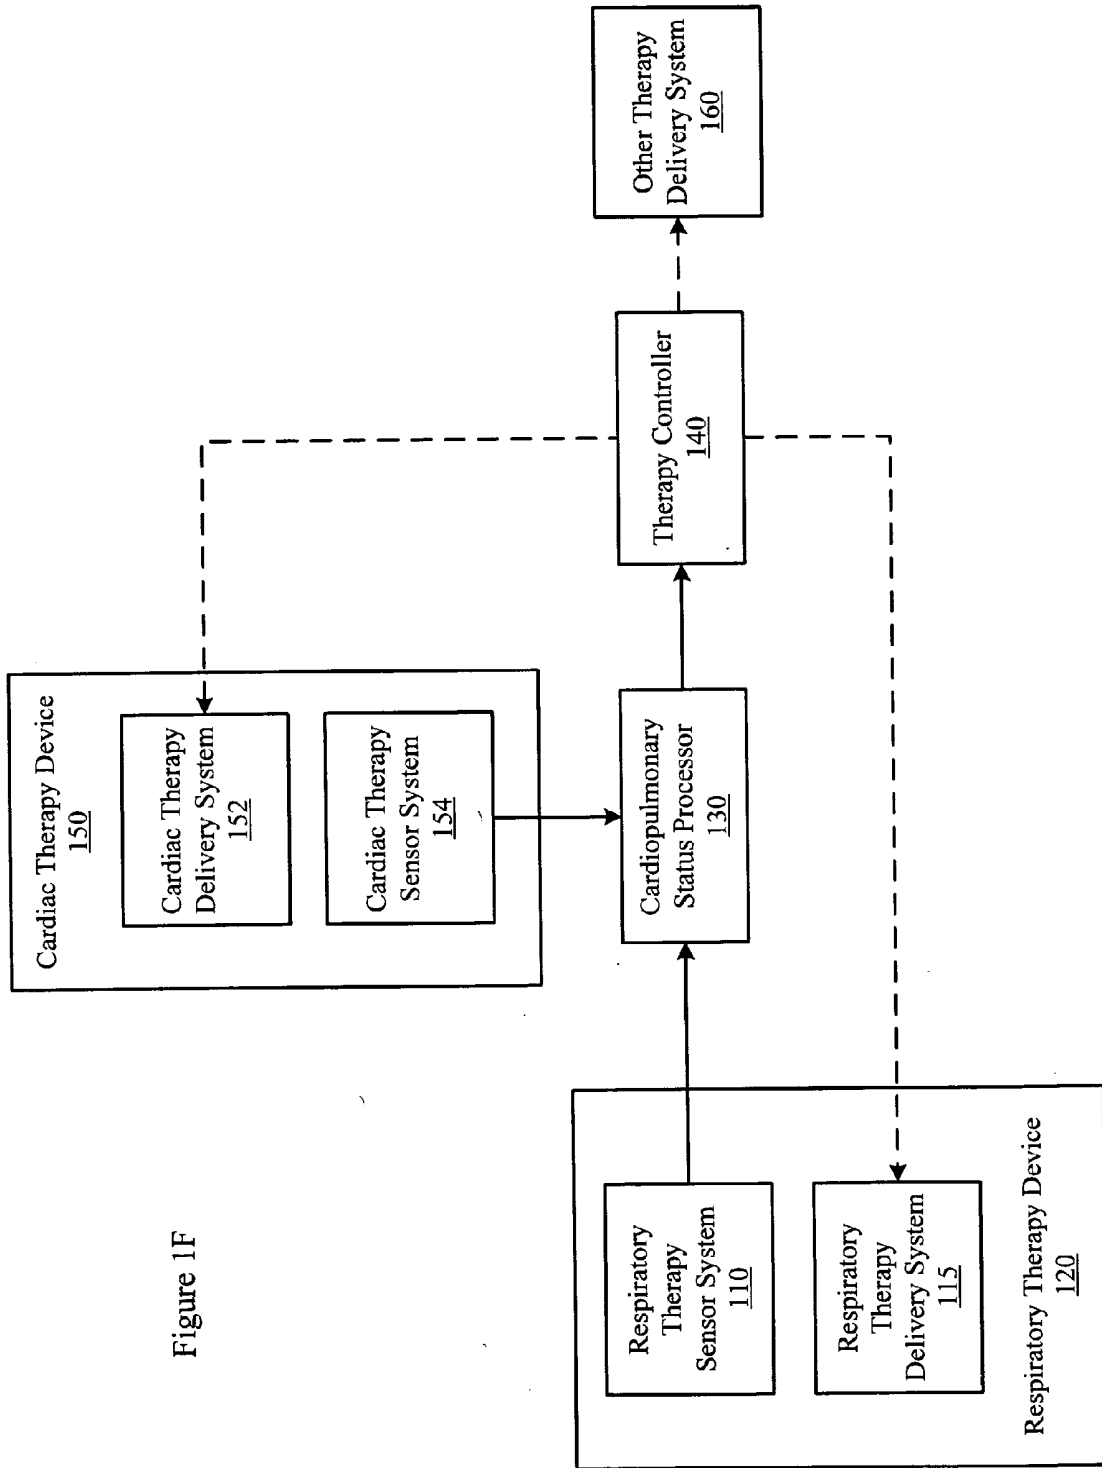 Cardiac Therapy Device
150
Cardiac Therapy
Delivery System
152
Cardiac Therapy
Sensor System
154
Respiratory
Therapy
Sensor System
110
Respiratory
Therapy
Delivery System
115
Respiratory Therapy Device
120
Cardiopulmonary
Status Processor
130
Therapy Controller
140
Other Therapy
Delivery System
160
Figure 1F